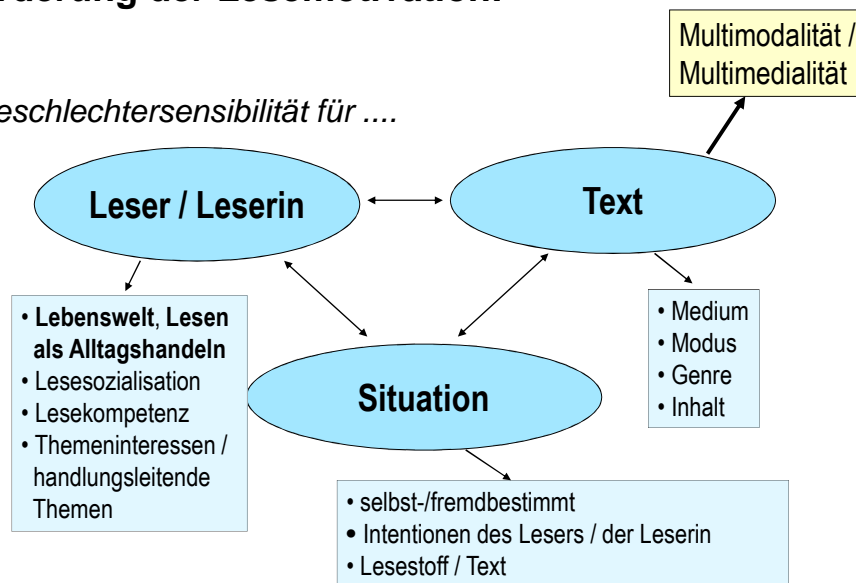 Multimodalität /
Multimedialität
eschlechtersensibilität für ....
Leser / Leserin
Text
• Lebenswelt, Lesen
als Alltagshandeln
• Lesesozialisation
• Lesekompetenz
• Themeninteressen /
handlungsleitende
Themen
• Medium
• Modus
• Genre
• Inhalt
Situation
• selbst-/fremdbestimmt
• Intentionen des Lesers / der Leserin
• Lesestoff / Text